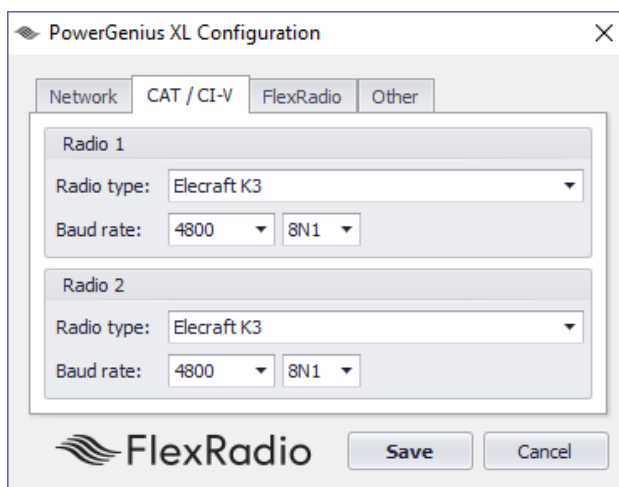 PowerGenius XL Configuration
Network CAT / CI-V FlexRadio Other
Radio 1
Radio type: Elecraft K3
Baud rate: 4800 8N1
Radio 2
Radio type: Elecraft K3
Baud rate: 4800 8N1
FlexRadio Save Cancel